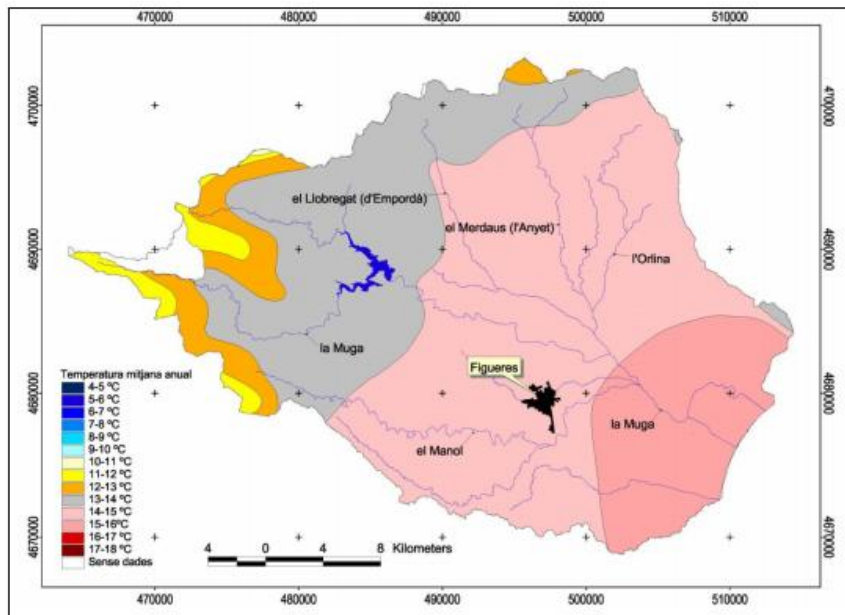 470000 480000 490000 500000 510000
4700000
4700000
el Llobregat (d'Empordà)
el Merdaus (l'Anyet)
4690000
l'Orlina
4690000
la Muga
Temperatura mitjana anual
4-5 ºC
5-6 ºC
6-7 ºC
7-8 ºC
8-9 ºC
9-10 ºC
10-11 ºC
11-12 ºC
12-13 ºC
13-14 ºC
14-15 ºC
15-16ºC
16-17 ºC
17-18 ºC
Sense dades
Figueres
4680000
4680000
la Muga
el Manol
4670000
4670000
4 0 4 8 Kilometers
470000 480000 490000 500000 510000